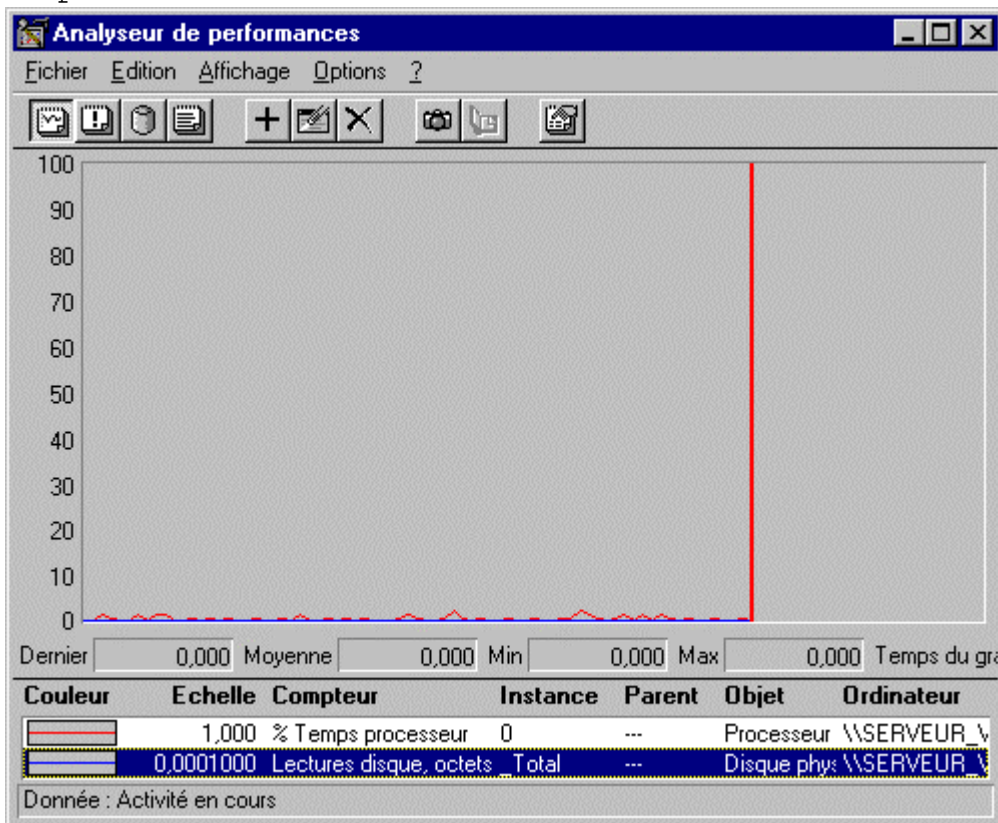 Analyseur de performances
Fichier Edition Affichage Options ?
100
90
80
70
60
50
40
30
20
10
0
Dernier 0,000 Moyenne 0,000 Min 0,000 Max 0,000 Temps du gra
Couleur Echelle Compteur Instance Parent Objet Ordinateur
1,000 % Temps processeur 0 --- Processeur \\SERVEUR_V
0,0001000 Lectures disque, octets _Total --- Disque phys \\SERVEUR_V
Donnée : Activité en cours